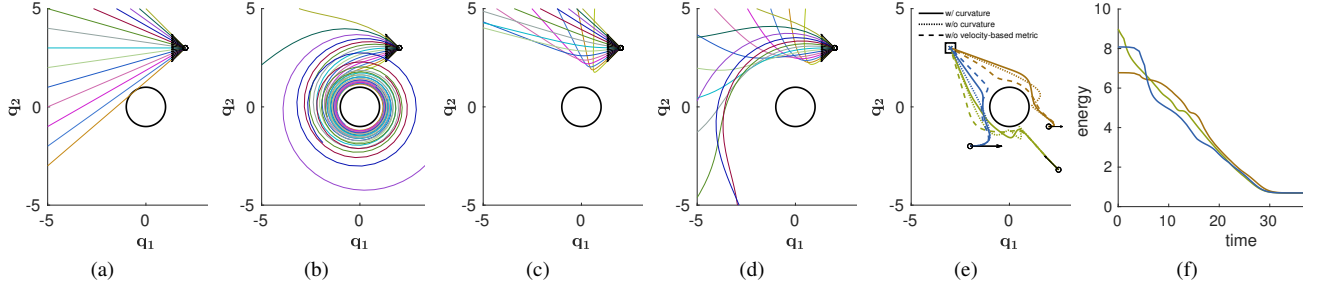 5
0
-5
-5
0
q₂
q₁
(a)
5
0
-5
-5
0
q₂
q₁
(b)
5
0
-5
-5
0
q₂
q₁
(c)
5
0
-5
-5
0
q₂
q₁
(d)
5
0
-5
-5
0
q₂
q₁
w/ curvature
w/o curvature
w/o velocity-based metric
(e)
10
8
6
4
2
0
0 10 20 30
energy
time
(f)